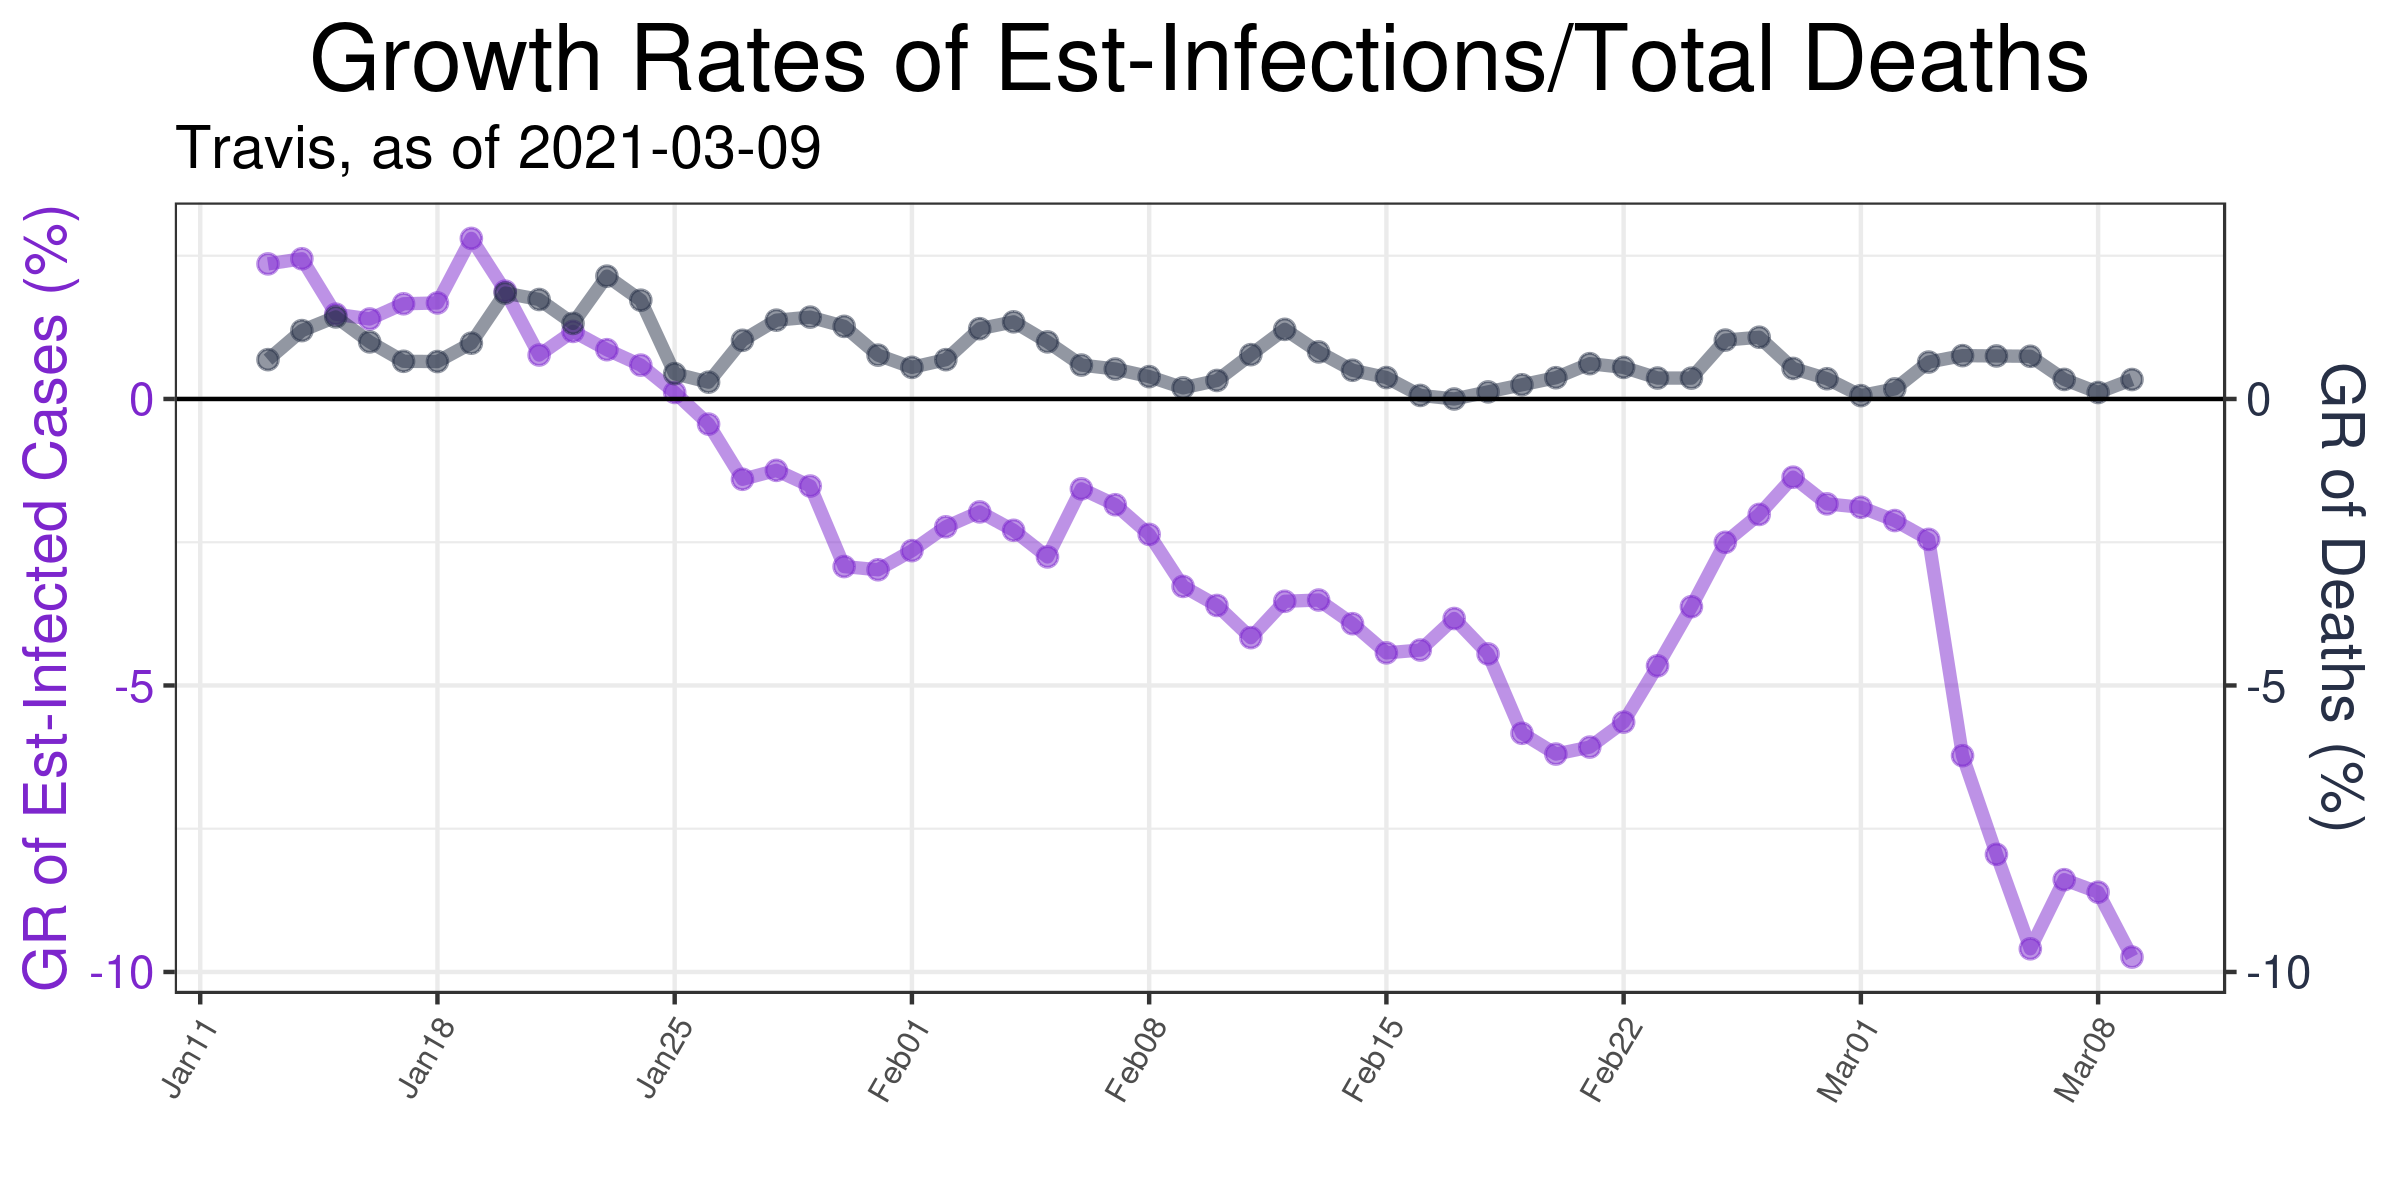 Growth Rates of Est-Infections/Total Deaths
Travis, as of 2021-03-09
GR of Est-Infected Cases (%)
0
-5
-10
0
-5
-10
GR of Deaths (%)
Jan11
Jan18
Jan25
Feb01
Feb08
Feb15
Feb22
Mar01
Mar08